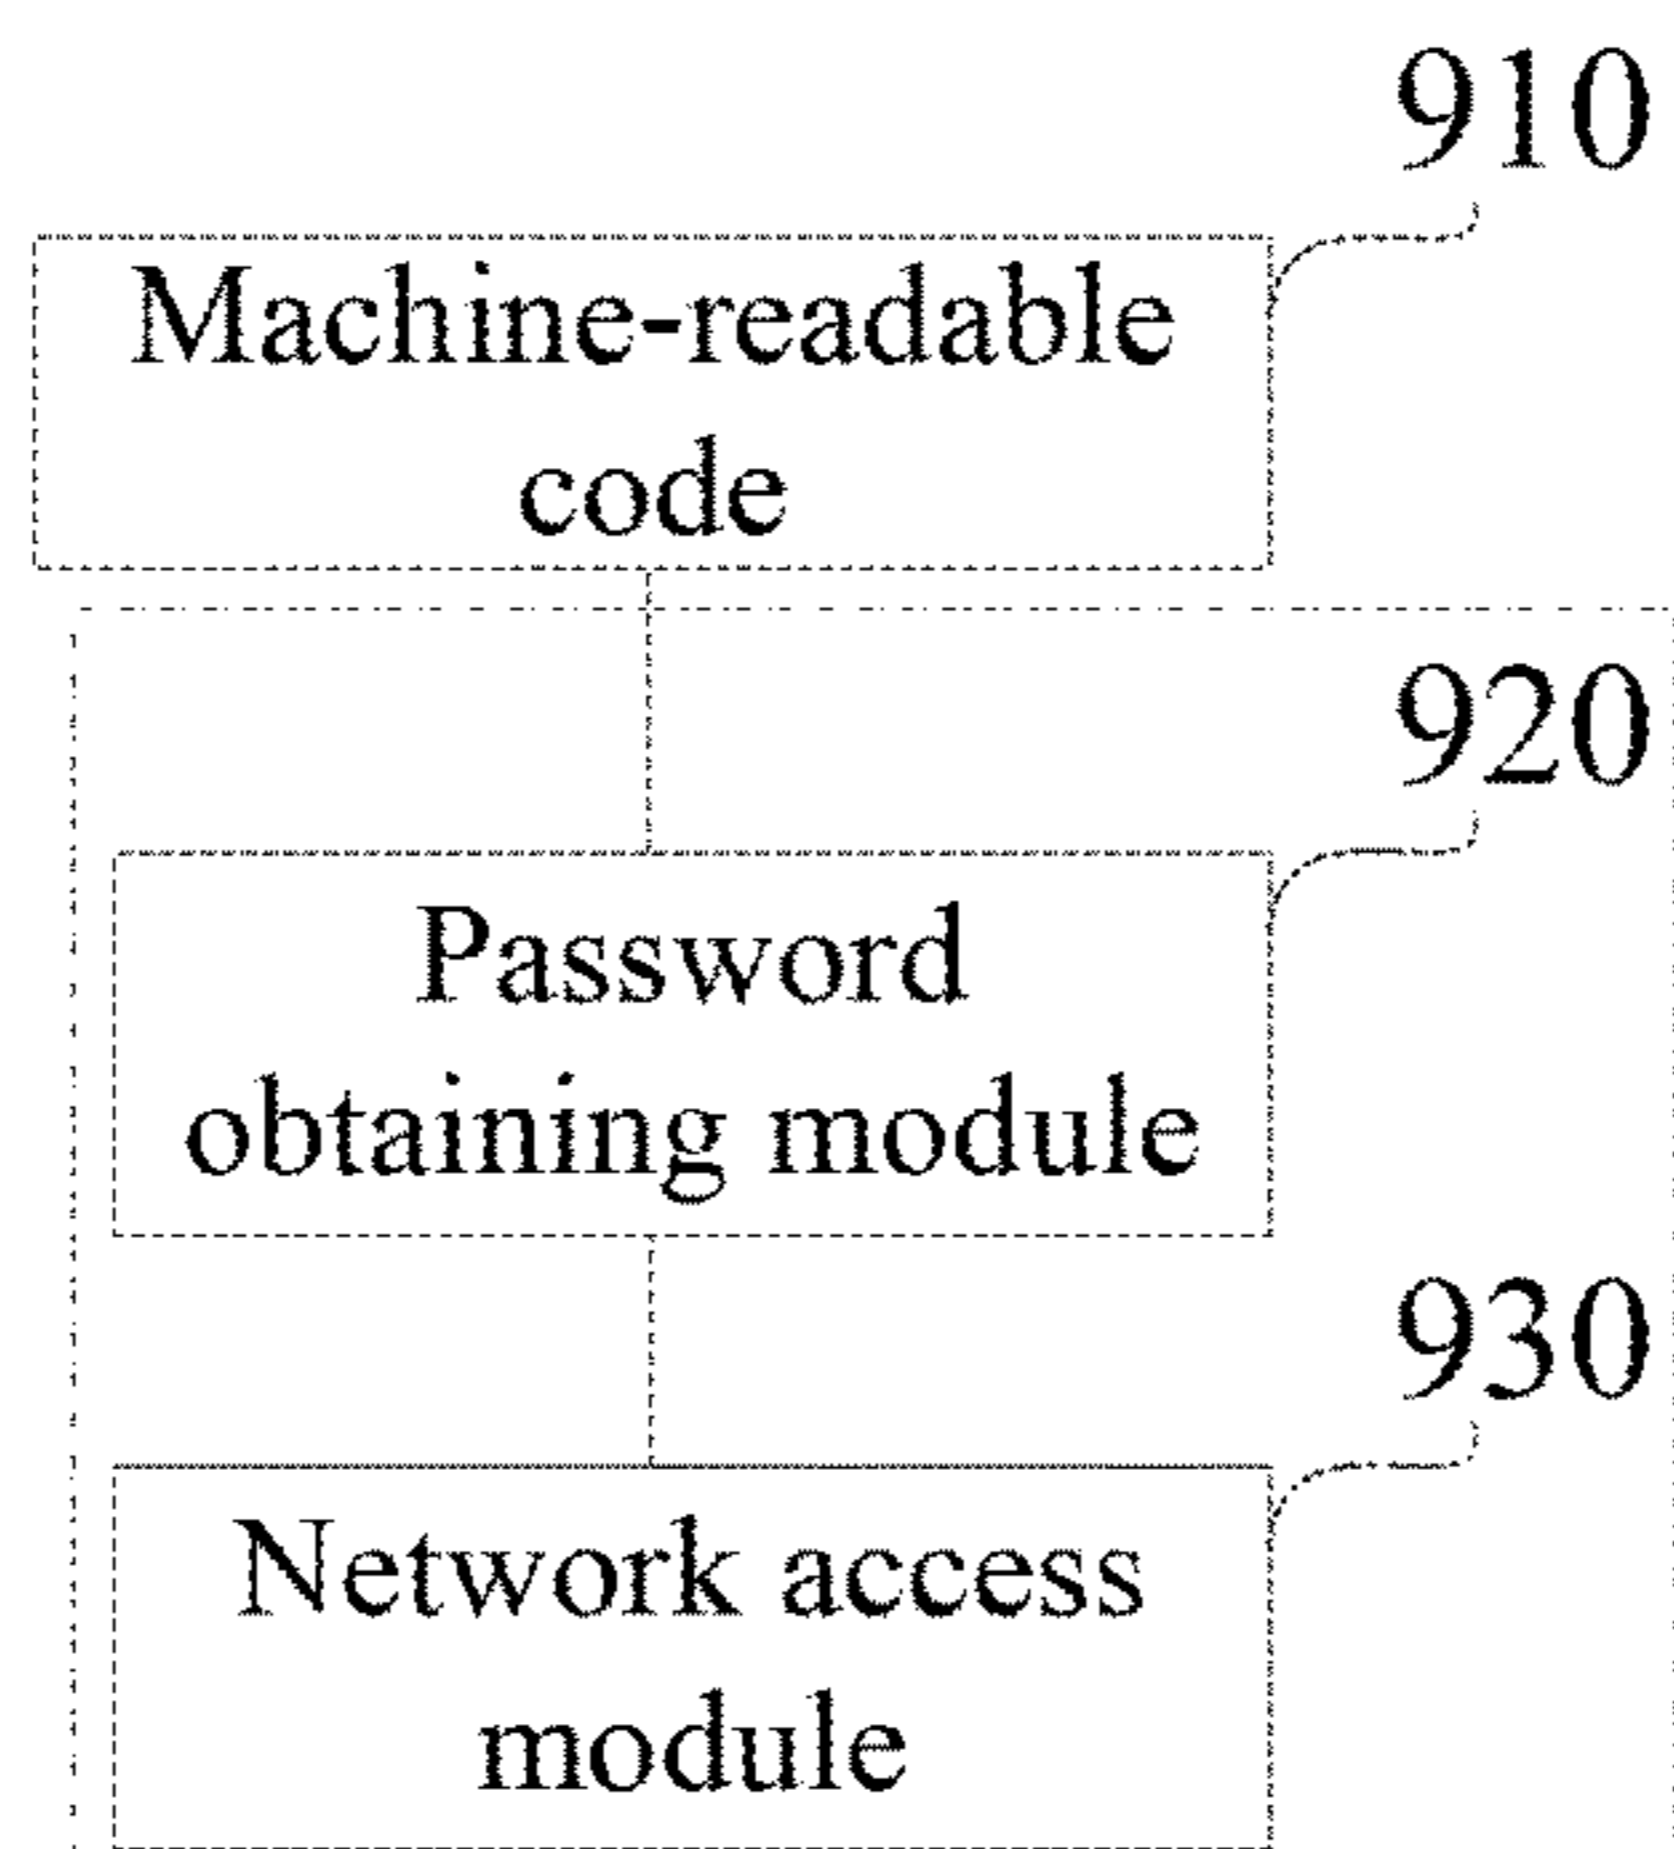 910
Machine-readable
code
920
Password
obtaining module
930
Network access
module